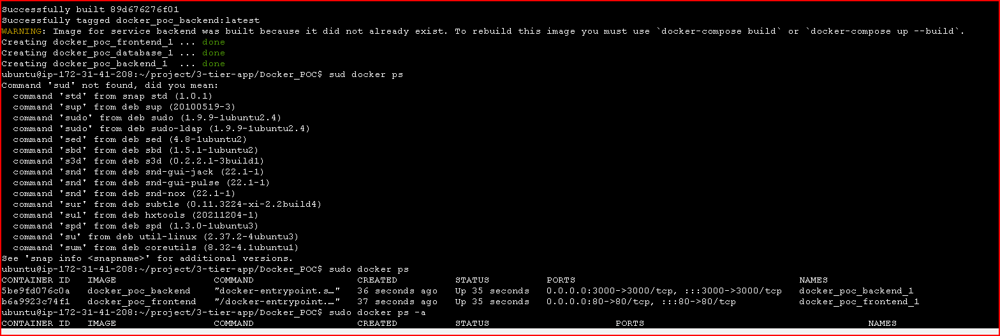 Successfully built 89d676276f01
Successfully tagged docker_poc_backend:latest
WARNING: Image for service backend was built because it did not already exist. To rebuild this image you must use `docker-compose build` or `docker-compose up --build`.
Creating docker_poc_frontend_1 ... done
Creating docker_poc_database_1 ... done
Creating docker_poc_backend_1  ... done
ubuntu@ip-172-31-41-208:~/project/3-tier-app/Docker_POC$ sud docker ps
Command 'sud' not found, did you mean:
  command 'std' from snap std (1.0.1)
  command 'sup' from deb sup (20100519-3)
  command 'sudo' from deb sudo (1.9.9-1ubuntu2.4)
  command 'sudo' from deb sudo-ldap (1.9.9-1ubuntu2.4)
  command 'sed' from deb sed (4.8-1ubuntu2)
  command 'sbd' from deb sbd (1.5.1-1ubuntu2)
  command 's3d' from deb s3d (0.2.2.1-3build1)
  command 'snd' from deb snd-gui-jack (22.1-1)
  command 'snd' from deb snd-gui-pulse (22.1-1)
  command 'snd' from deb snd-nox (22.1-1)
  command 'sur' from deb subtle (0.11.3224-xi-2.2build4)
  command 'su1' from deb hxtools (20211204-1)
  command 'spd' from deb spd (1.3.0-1ubuntu3)
  command 'su' from deb util-linux (2.37.2-4ubuntu3)
  command 'sum' from deb coreutils (8.32-4.1ubuntu1)
See 'snap info <snapname>' for additional versions.
ubuntu@ip-172-31-41-208:~/project/3-tier-app/Docker_POC$ sudo docker ps
CONTAINER ID   IMAGE                 COMMAND                  CREATED          STATUS          PORTS                                       NAMES
5be9fd076c0a   docker_poc_backend    "docker-entrypoint.s…"   36 seconds ago   Up 35 seconds   0.0.0.0:3000->3000/tcp, :::3000->3000/tcp   docker_poc_backend_1
b6a9923c74f1   docker_poc_frontend   "/docker-entrypoint.…"   37 seconds ago   Up 35 seconds   0.0.0.0:80->80/tcp, :::80->80/tcp           docker_poc_frontend_1
ubuntu@ip-172-31-41-208:~/project/3-tier-app/Docker_POC$ sudo docker ps -a
CONTAINER ID   IMAGE                 COMMAND                  CREATED          STATUS                      PORTS                                       NAMES